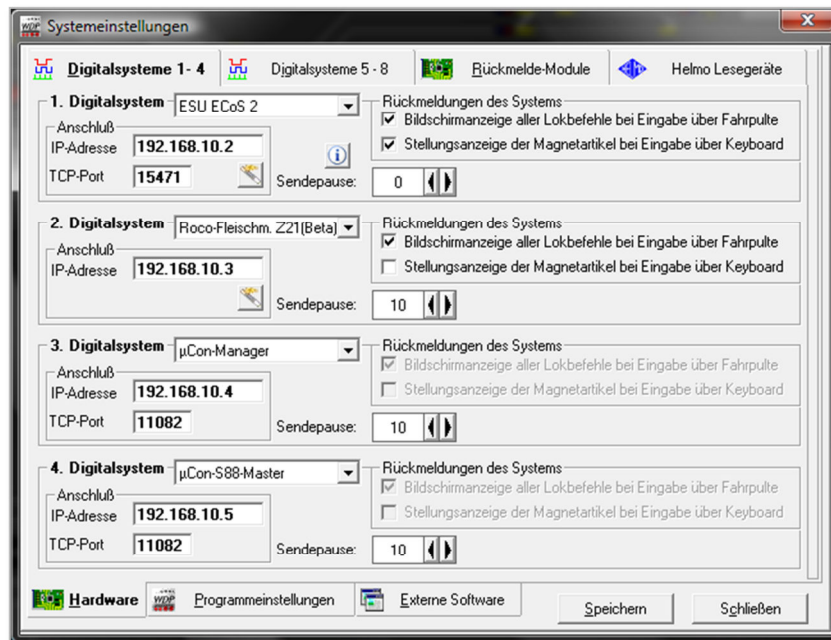 WDP Systemeinstellungen
Digitalsysteme 1- 4 Digitalsysteme 5 - 8 Rückmelde-Module Helmo Lesegeräte
1. Digitalsystem ESU ECoS 2 Rückmeldungen des Systems
Bildschirmanzeige aller Lokbefehle bei Eingabe über Fahrpulte
Anschluß
IP-Adresse 192.168.10.2 Stellungsanzeige der Magnetartikel bei Eingabe über Keyboard
TCP-Port 15471 Sendepause: 0
2. Digitalsystem Roco-Fleischm. Z21(Beta) Rückmeldungen des Systems
Bildschirmanzeige aller Lokbefehle bei Eingabe über Fahrpulte
Anschluß
IP-Adresse 192.168.10.3 Stellungsanzeige der Magnetartikel bei Eingabe über Keyboard
Sendepause: 10
3. Digitalsystem µCon-Manager Rückmeldungen des Systems
Bildschirmanzeige aller Lokbefehle bei Eingabe über Fahrpulte
Anschluß
IP-Adresse 192.168.10.4 Stellungsanzeige der Magnetartikel bei Eingabe über Keyboard
TCP-Port 11082 Sendepause: 10
4. Digitalsystem µCon-S88-Master Rückmeldungen des Systems
Bildschirmanzeige aller Lokbefehle bei Eingabe über Fahrpulte
Anschluß
IP-Adresse 192.168.10.5 Stellungsanzeige der Magnetartikel bei Eingabe über Keyboard
TCP-Port 11082 Sendepause: 10
Hardware WDP Programmeinstellungen Externe Software Speichern Schließen